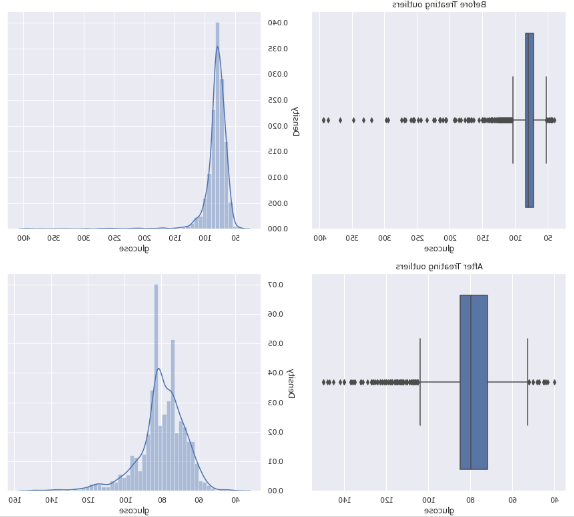 Before Treating outliers
50 100 150 200 250 300 350 400
glucose
Density
0.040
0.035
0.030
0.025
0.020
0.015
0.010
0.005
0.000
50 100 150 200 250 300 350 400
glucose
After Treating outliers
40 60 80 100 120 140
glucose
Density
0.07
0.06
0.05
0.04
0.03
0.02
0.01
0.00
40 60 80 100 120 140 160
glucose